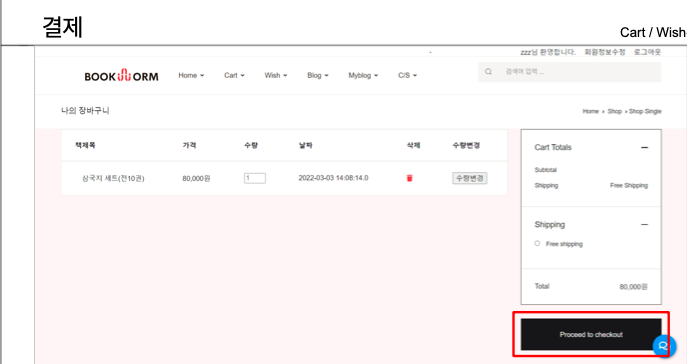 결제
Cart / Wish
zzz님 환영합니다. 회원정보수정 로그아웃
BOOKWORM Home Cart Wish Blog Myblog C/S 검색어 입력 ...
나의 장바구니 Home » Shop » Shop Single
책제목 가격 수량 날짜 삭제 수량변경
삼국지 세트(전10권) 80,000원 1 2022-03-03 14:08:14.0 수량변경
Cart Totals
Subtotal
Shipping Free Shipping
Shipping
Free shipping
Total 80,000원
Proceed to checkout